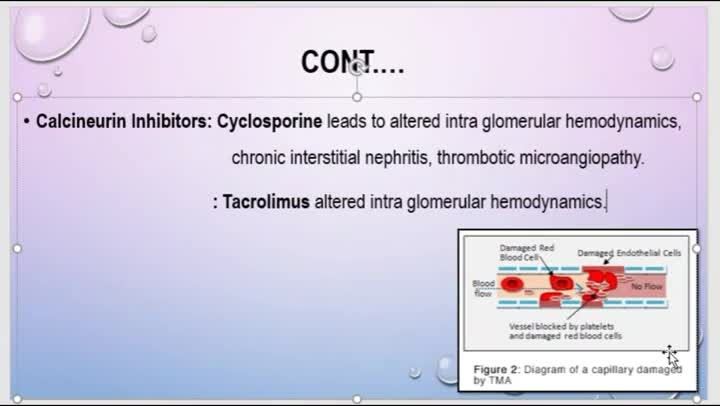 CONT....
• Calcineurin Inhibitors: Cyclosporine leads to altered intra glomerular hemodynamics,
chronic interstitial nephritis, thrombotic microangiopathy.
: Tacrolimus altered intra glomerular hemodynamics.
Damaged Red
Blood Cell
Damaged Endothelial Cells
Blood
flow
No Flow
Vessel blocked by platelets
and damaged red blood cells
Figure 2: Diagram of a capillary damaged
by TMA